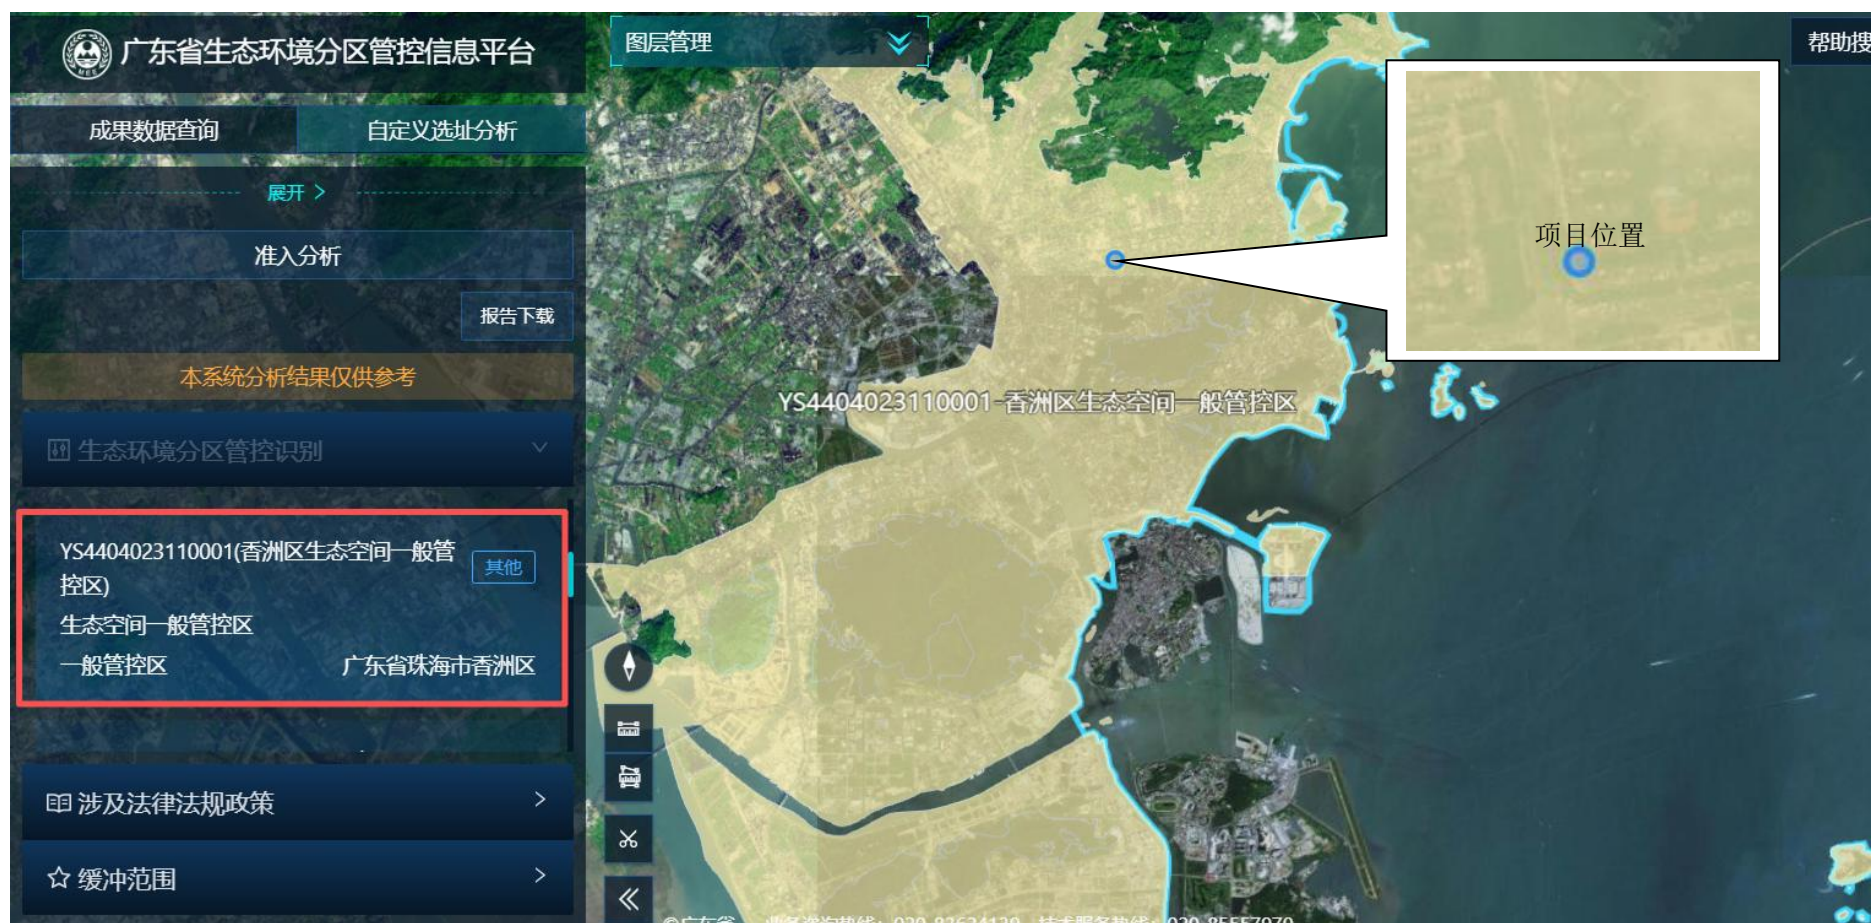 广东省生态环境分区管控信息平台
成果数据查询
自定义选址分析
展开 >
准入分析
报告下载
本系统分析结果仅供参考
生态环境分区管控识别
YS4404023110001(香洲区生态空间一般管
控区)
其他
生态空间一般管控区
一般管控区
广东省珠海市香洲区
涉及法律法规政策
缓冲范围
图层管理
帮助搜
项目位置
YS4404023110001-香洲区生态空间一般管控区